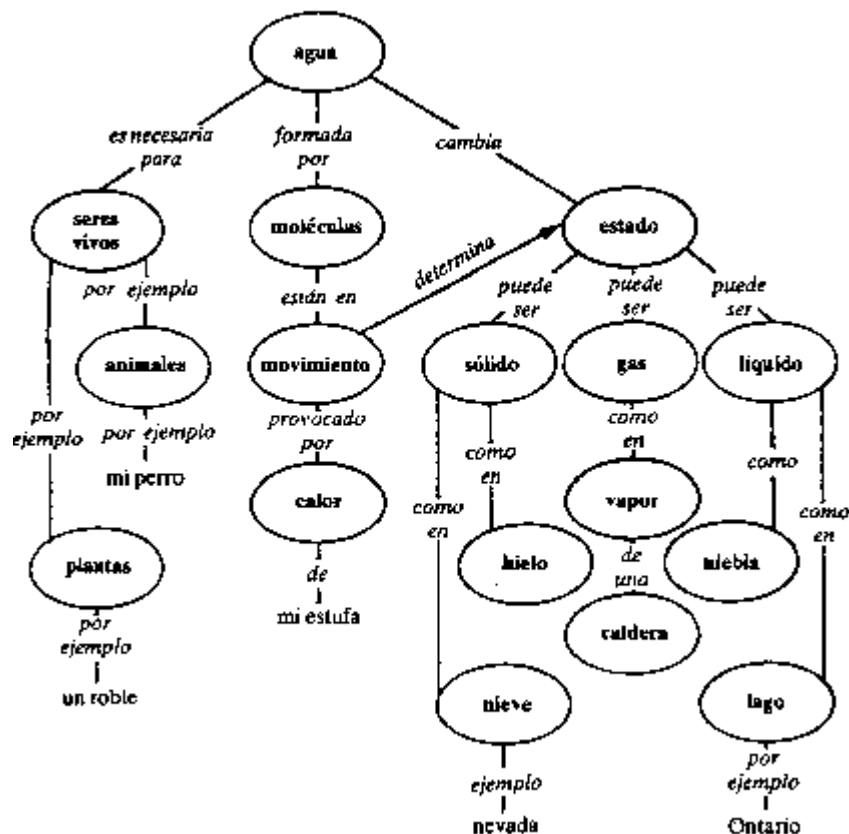 agua
es necesaria
para
formada
por
cambia
seres
vivos
moléculas
estado
determina
por ejemplo
están en
puede
ser
puede
ser
puede
ser
animales
movimiento
sólido
gas
líquido
por
ejemplo
por ejemplo
provocado
por
como
en
como
en
como
mi perro
calor
como
en
vapor
como
en
plantas
de
hielo
de
una
niebla
mi estufa
caldera
por
ejemplo
un roble
nieve
lago
ejemplo
por
ejemplo
nevada
Ontario